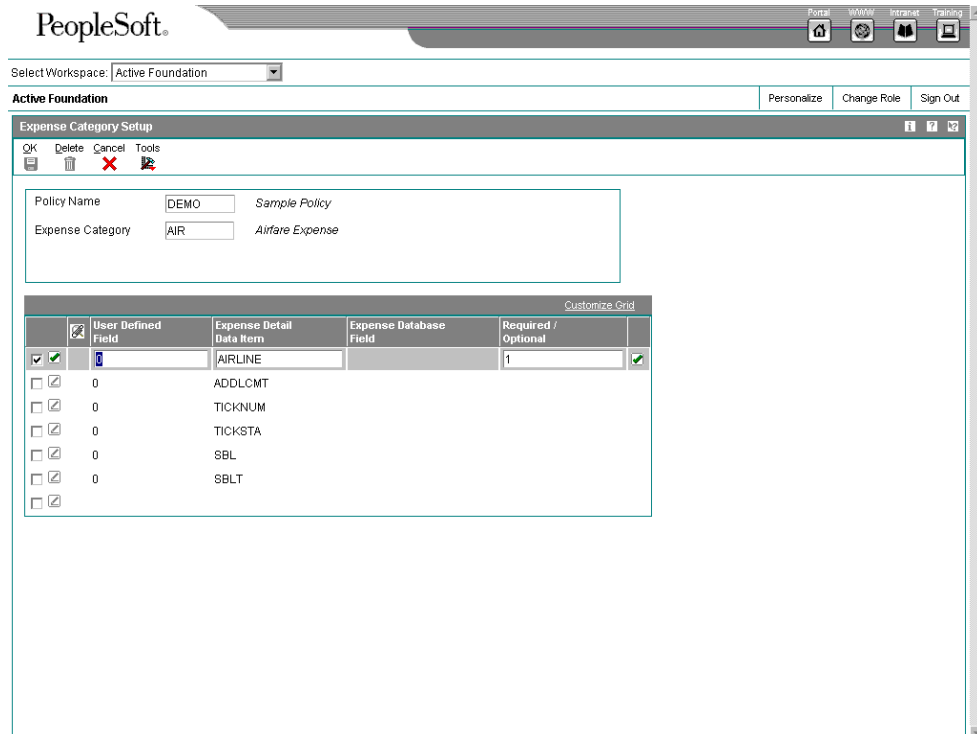 PeopleSoft®
Portal WWW Intranet Training
Select Workspace: Active Foundation
Active Foundation
Personalize Change Role Sign Out
Expense Category Setup
OK Delete Cancel Tools
Policy Name DEMO Sample Policy
Expense Category AIR Airfare Expense
Customize Grid
User Defined Field Expense Detail Data Item Expense Database Field Required / Optional
0 AIRLINE 1
0 ADDLCMT
0 TICKNUM
0 TICKSTA
0 SBL
0 SBLT